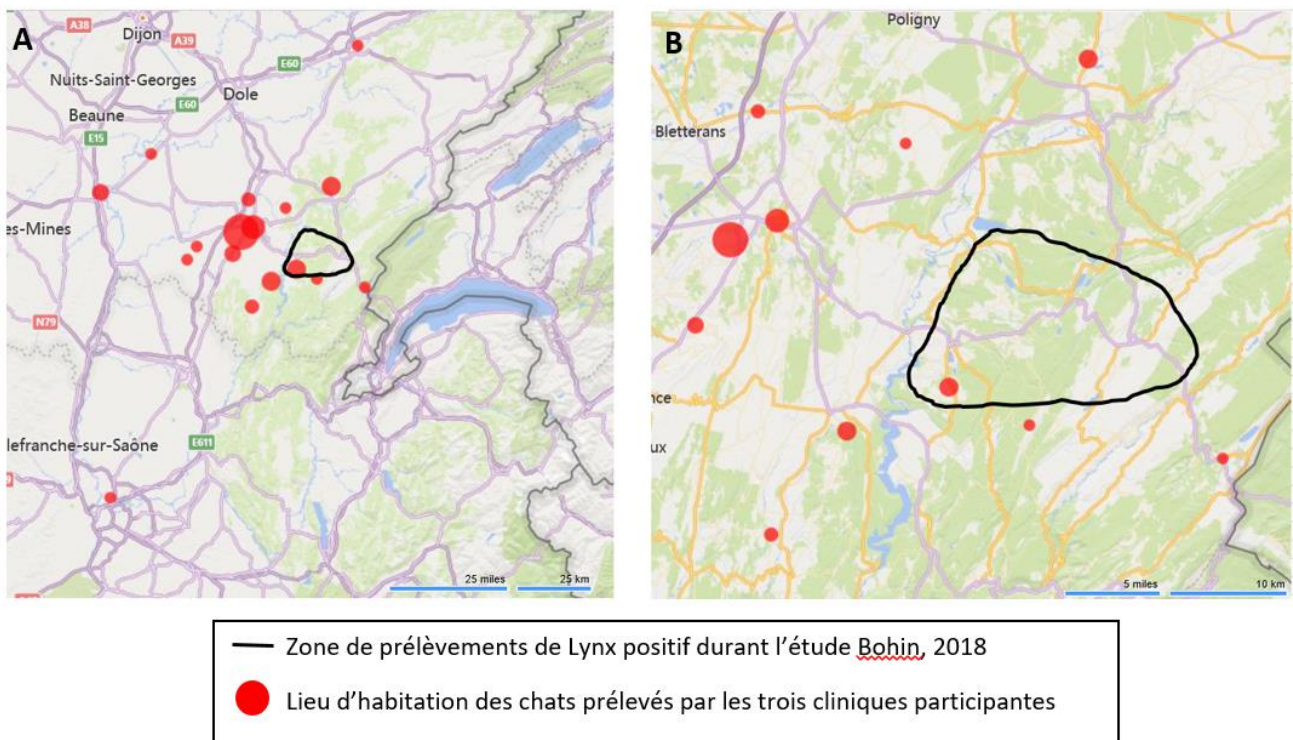 A
A38
Dijon
A39
E60
Nuits-Saint-Georges
Dole
E60
Beaune
E15
es-Mines
N79
lefranche-sur-Saône
E611
25 miles
25 km
B
Poligny
Bletterans
nce
ux
5 miles
10 km
Zone de prélèvements de Lynx positif durant l’étude Bohin, 2018
Lieu d’habitation des chats prélevés par les trois cliniques participantes